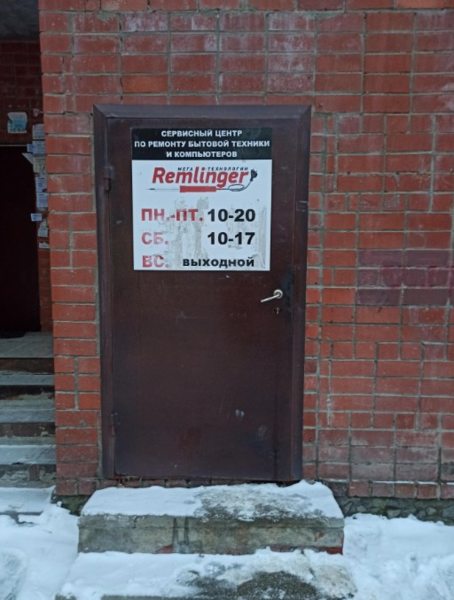 СЕРВИСНЫЙ ЦЕНТР
ПО РЕМОНТУ БЫТОВОЙ ТЕХНИКИ
И КОМПЬЮТЕРОВ
МЕГА ТЕХНОЛОГИИ
Remlinger
ПН.-ПТ. 10-20
СБ. 10-17
ВС. ВЫХОДНОЙ